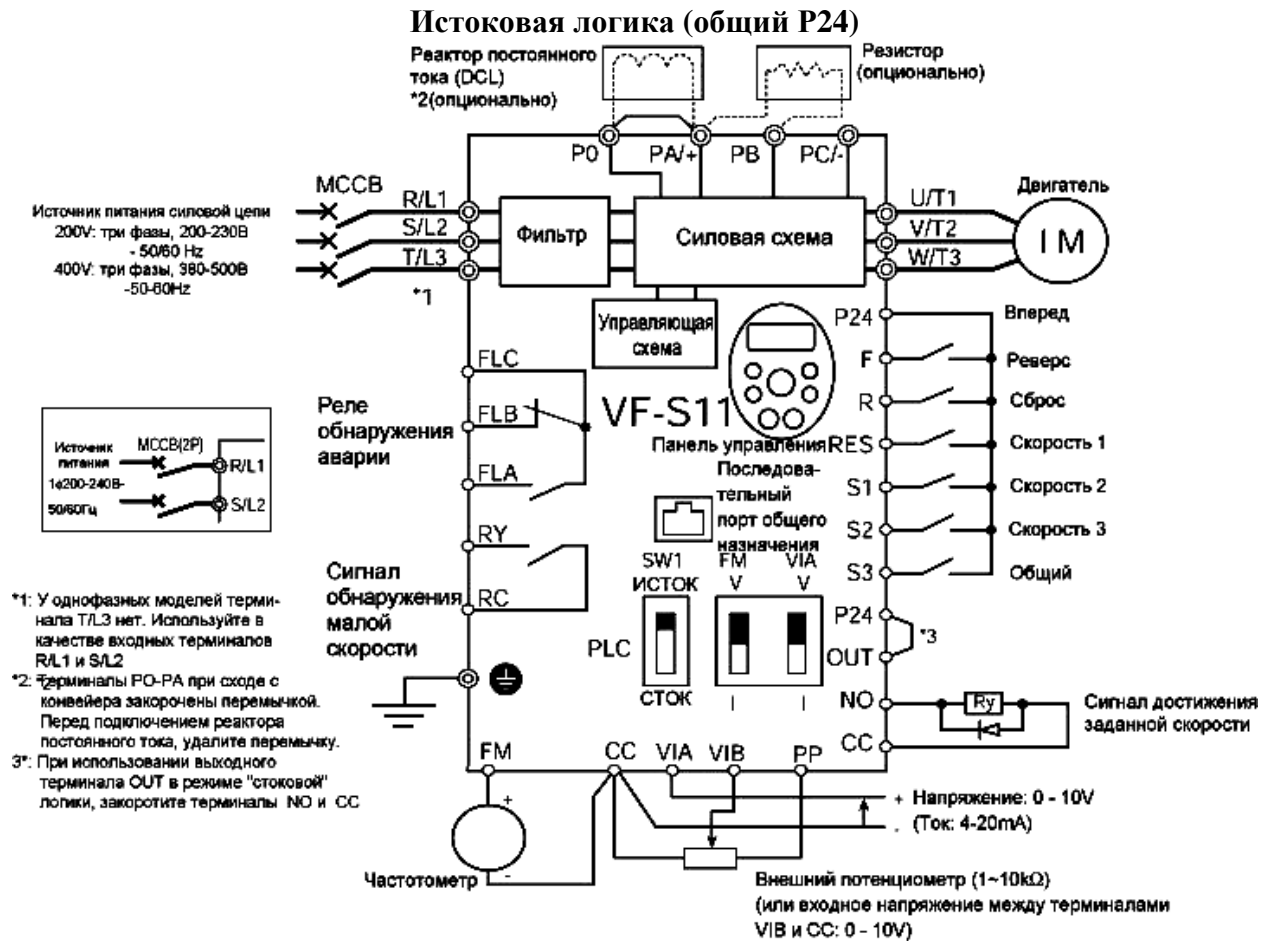 Истоковая логика (общий Р24)
Реактор постоянного
тока (DCL)
*2(опционально)
Резистор
(опционально)
P0
PA/+
PB
PC/-
MCCB
Источник питания силовой цепи
200V: три фазы, 200-230В
- 50/60 Hz
400V: три фазы, 380-500В
-50-60Hz
R/L1
S/L2
T/L3
*1
Фильтр
Силовая схема
U/T1
V/T2
W/T3
Двигатель
I M
Управляющая
схема
P24
Вперед
F
Реверс
R
Сброс
RES
Скорость 1
S1
Скорость 2
S2
Скорость 3
S3
Общий
P24
*3
OUT
NO
Ry
CC
Сигнал достижения
заданной скорости
VF-S11
Панель управления
Последова-
тельный
порт общего
назначения
FLC
FLB
FLA
Реле
обнаружения
аварии
RY
RC
Сигнал
обнаружения
малой
скорости
Источник
питания
1ϕ200-240В-
50/60Гц
MCCB(2P)
R/L1
S/L2
SW1
ИСТОК
PLC
СТОК
FM
V
I
VIA
V
I
*1: У однофазных моделей терми-
нала T/L3 нет. Используйте в
качестве входных терминалов
R/L1 и S/L2
*2: Терминалы PO-PA при сходе с
конвейера закорочены перемычкой.
Перед подключением реактора
постоянного тока, удалите перемычку.
3*: При использовании выходного
терминала OUT в режиме "стоковой"
логики, закоротите терминалы NO и CC
FM
CC
VIA
VIB
PP
+
-
Частотометр
+ Напряжение: 0 - 10V
- (Ток: 4-20mA)
Внешний потенциометр (1~10kΩ)
(или входное напряжение между терминалами
VIB и CC: 0 - 10V)